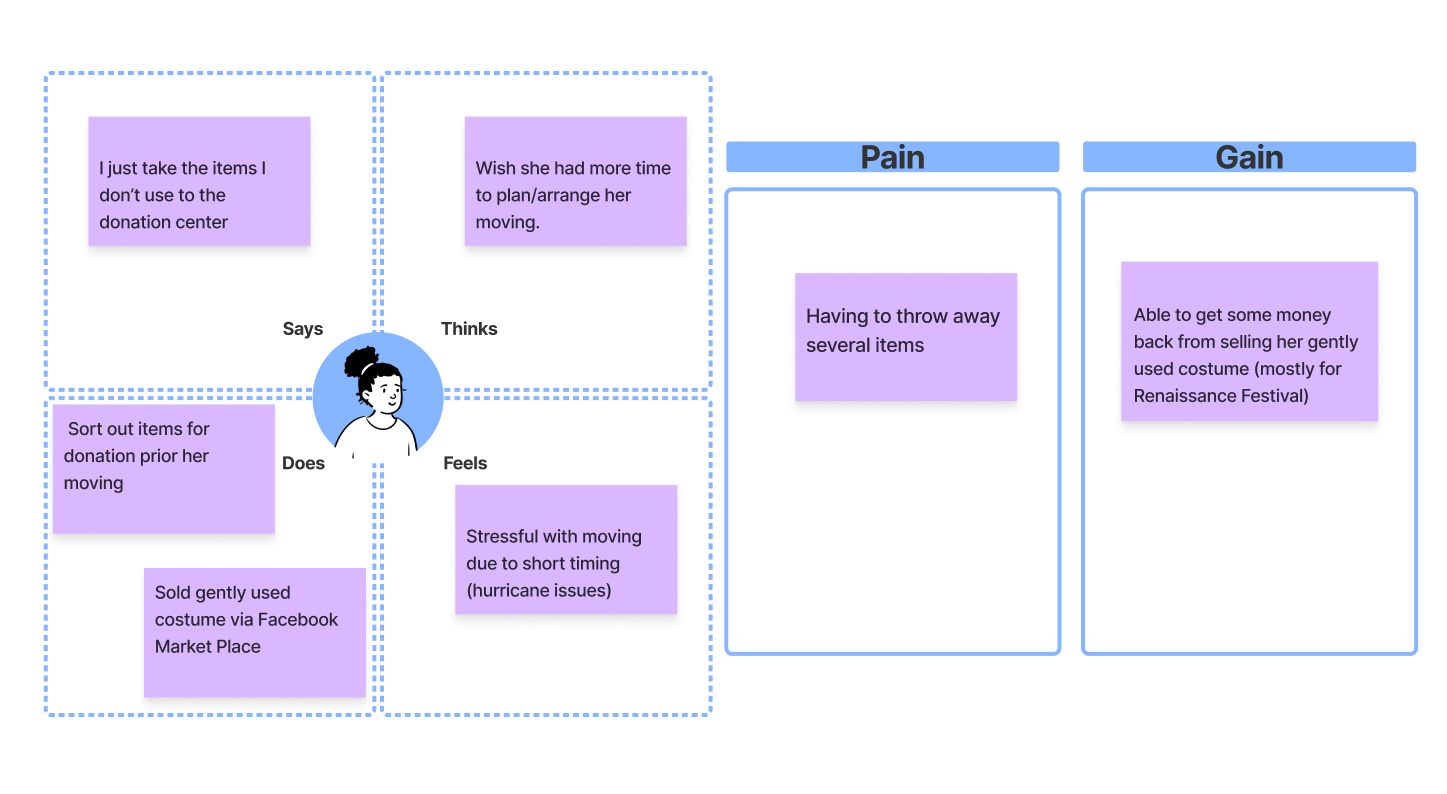 I just take the items I
don’t use to the
donation center
Wish she had more time
to plan/arrange her
moving.
Says
Thinks
Sort out items for
donation prior her
moving
Does
Sold gently used
costume via Facebook
Market Place
Feels
Stressful with moving
due to short timing
(hurricane issues)
Pain
Having to throw away
several items
Gain
Able to get some money
back from selling her gently
used costume (mostly for
Renaissance Festival)